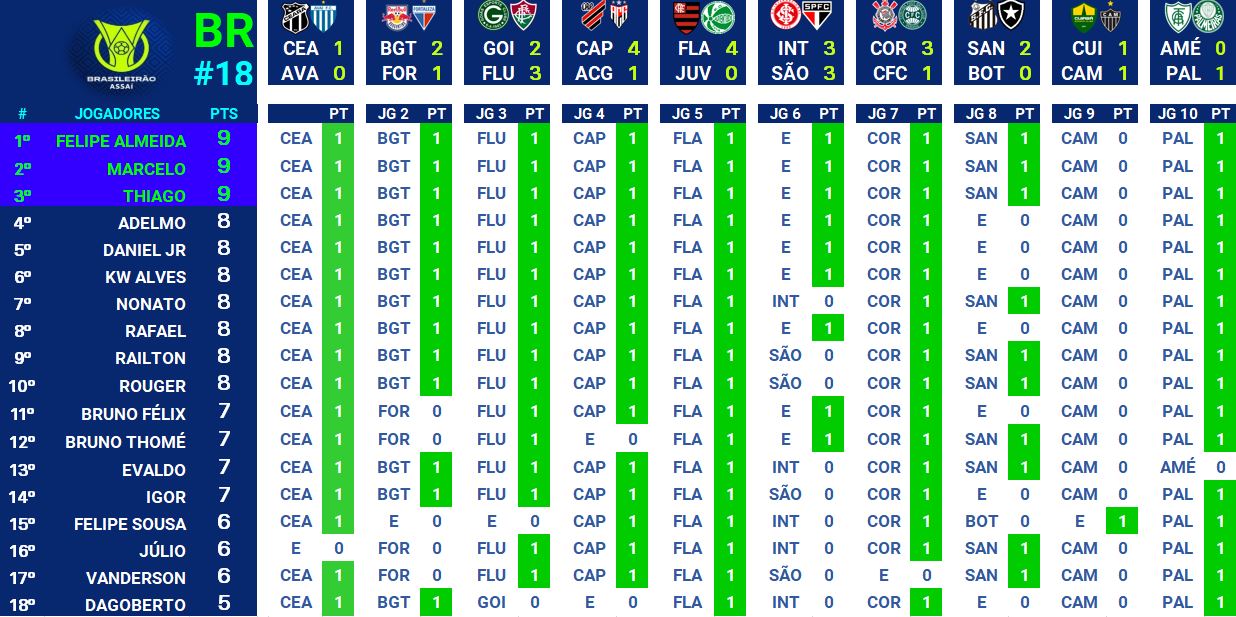 BR
#18
BRASILEIRÃO
ASSAÍ
CEA 1 BGT 2 GOI 2 CAP 4 FLA 4 INT 3 COR 3 SAN 2 CUI 1 AMÉ 0
AVA 0 FOR 1 FLU 3 ACG 1 JUV 0 SÃO 3 CFC 1 BOT 0 CAM 1 PAL 1
# JOGADORES PTS PT JG 2 PT JG 3 PT JG 4 PT JG 5 PT JG 6 PT JG 7 PT JG 8 PT JG 9 PT JG 10 PT
1º FELIPE ALMEIDA 9 CEA 1 BGT 1 FLU 1 CAP 1 FLA 1 E 1 COR 1 SAN 1 CAM 0 PAL 1
2º MARCELO 9 CEA 1 BGT 1 FLU 1 CAP 1 FLA 1 E 1 COR 1 SAN 1 CAM 0 PAL 1
3º THIAGO 9 CEA 1 BGT 1 FLU 1 CAP 1 FLA 1 E 1 COR 1 SAN 1 CAM 0 PAL 1
4º ADELMO 8 CEA 1 BGT 1 FLU 1 CAP 1 FLA 1 E 1 COR 1 E 0 CAM 0 PAL 1
5º DANIEL JR 8 CEA 1 BGT 1 FLU 1 CAP 1 FLA 1 E 1 COR 1 E 0 CAM 0 PAL 1
6º KW ALVES 8 CEA 1 BGT 1 FLU 1 CAP 1 FLA 1 E 1 COR 1 E 0 CAM 0 PAL 1
7º NONATO 8 CEA 1 BGT 1 FLU 1 CAP 1 FLA 1 INT 0 COR 1 SAN 1 CAM 0 PAL 1
8º RAFAEL 8 CEA 1 BGT 1 FLU 1 CAP 1 FLA 1 E 1 COR 1 E 0 CAM 0 PAL 1
9º RAILTON 8 CEA 1 BGT 1 FLU 1 CAP 1 FLA 1 SÃO 0 COR 1 SAN 1 CAM 0 PAL 1
10º ROUGER 8 CEA 1 BGT 1 FLU 1 CAP 1 FLA 1 SÃO 0 COR 1 SAN 1 CAM 0 PAL 1
11º BRUNO FÉLIX 7 CEA 1 FOR 0 FLU 1 CAP 1 FLA 1 E 1 COR 1 E 0 CAM 0 PAL 1
12º BRUNO THOMÉ 7 CEA 1 FOR 0 FLU 1 E 0 FLA 1 E 1 COR 1 SAN 1 CAM 0 PAL 1
13º EVALDO 7 CEA 1 BGT 1 FLU 1 CAP 1 FLA 1 INT 0 COR 1 SAN 1 CAM 0 AMÉ 0
14º IGOR 7 CEA 1 BGT 1 FLU 1 CAP 1 FLA 1 SÃO 0 COR 1 E 0 CAM 0 PAL 1
15º FELIPE SOUSA 6 CEA 1 E 0 E 0 CAP 1 FLA 1 INT 0 COR 1 BOT 0 E 1 PAL 1
16º JÚLIO 6 E 0 FOR 0 FLU 1 CAP 1 FLA 1 INT 0 COR 1 SAN 1 CAM 0 PAL 1
17º VANDERSON 6 CEA 1 FOR 0 FLU 1 CAP 1 FLA 1 SÃO 0 E 0 SAN 1 CAM 0 PAL 1
18º DAGOBERTO 5 CEA 1 BGT 1 GOI 0 E 0 FLA 1 INT 0 COR 1 E 0 CAM 0 PAL 1